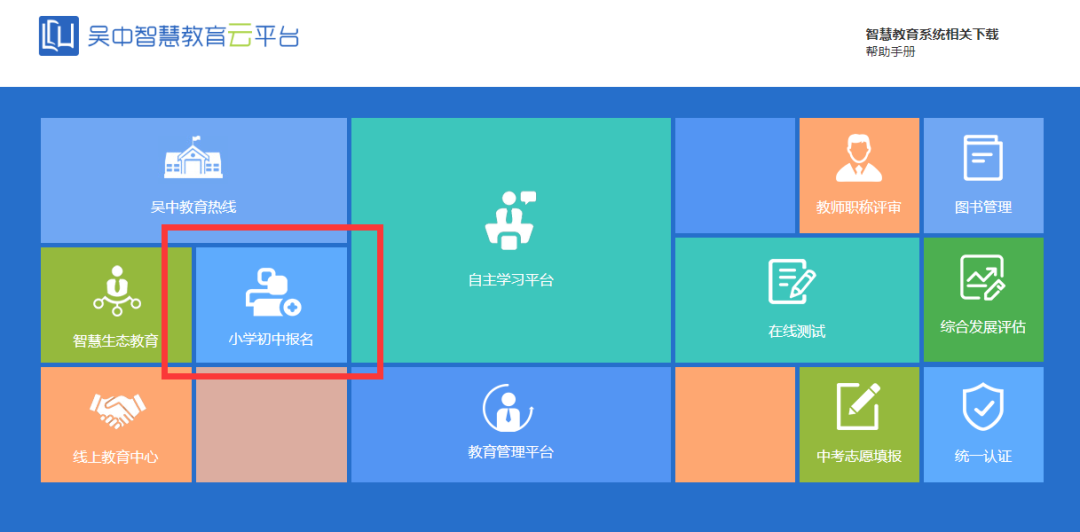 吴中智慧教育云平台
智慧教育系统相关下载
帮助手册
吴中教育热线
自主学习平台
教师职称评审
图书管理
智慧生态教育
小学初中报名
在线测试
综合发展评估
线上教育中心
教育管理平台
中考志愿填报
统一认证